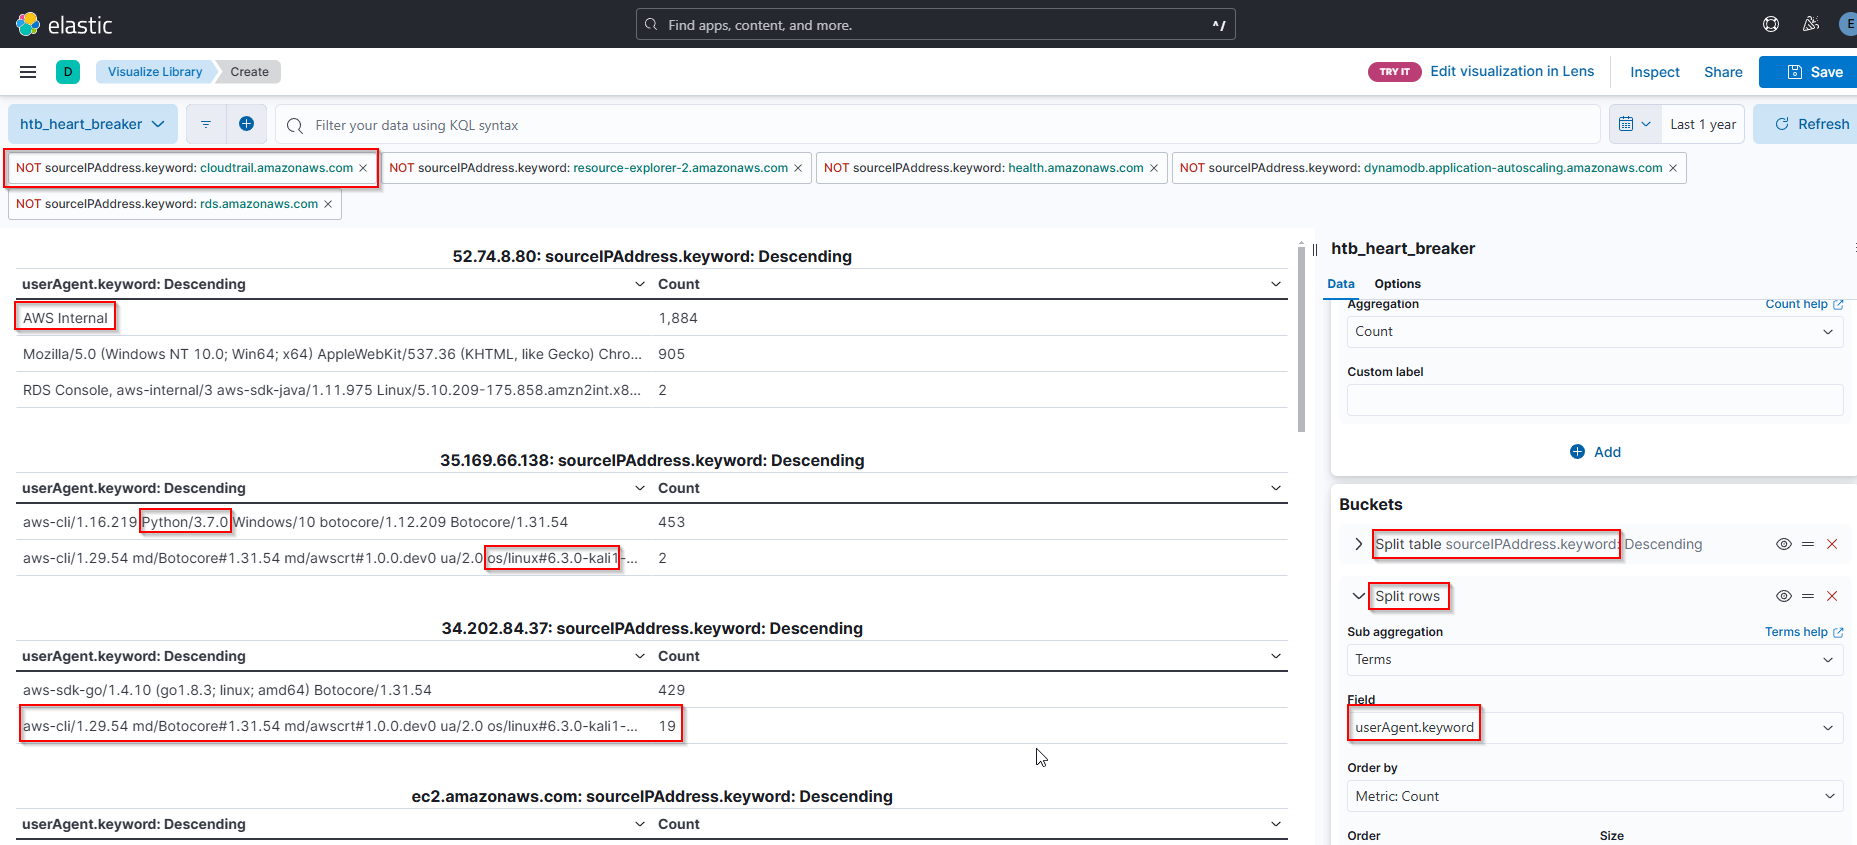 elastic
Find apps, content, and more.
^/
E
D
Visualize Library
Create
TRY IT
Edit visualization in Lens
Inspect
Share
Save
htb_heart_breaker
Filter your data using KQL syntax
Last 1 year
Refresh
NOT sourceIPAddress.keyword: cloudtrail.amazonaws.com ×
NOT sourceIPAddress.keyword: resource-explorer-2.amazonaws.com ×
NOT sourceIPAddress.keyword: health.amazonaws.com ×
NOT sourceIPAddress.keyword: dynamodb.application-autoscaling.amazonaws.com ×
NOT sourceIPAddress.keyword: rds.amazonaws.com ×
52.74.8.80: sourceIPAddress.keyword: Descending
userAgent.keyword: Descending
Count
AWS Internal
1,884
Mozilla/5.0 (Windows NT 10.0; Win64; x64) AppleWebKit/537.36 (KHTML, like Gecko) Chro...
905
RDS Console, aws-internal/3 aws-sdk-java/1.11.975 Linux/5.10.209-175.858.amzn2int.x8...
2
35.169.66.138: sourceIPAddress.keyword: Descending
userAgent.keyword: Descending
Count
aws-cli/1.16.219 Python/3.7.0 Windows/10 botocore/1.12.209 Botocore/1.31.54
453
aws-cli/1.29.54 md/Botocore#1.31.54 md/awscrt#1.0.0.dev0 ua/2.0 os/linux#6.3.0-kali1-...
2
34.202.84.37: sourceIPAddress.keyword: Descending
userAgent.keyword: Descending
Count
aws-sdk-go/1.4.10 (go1.8.3; linux; amd64) Botocore/1.31.54
429
aws-cli/1.29.54 md/Botocore#1.31.54 md/awscrt#1.0.0.dev0 ua/2.0 os/linux#6.3.0-kali1-...
19
ec2.amazonaws.com: sourceIPAddress.keyword: Descending
userAgent.keyword: Descending
Count
htb_heart_breaker
Data
Options
Aggregation
Count help
Count
Custom label
Add
Buckets
Split table sourceIPAddress.keyword: Descending
Split rows
Sub aggregation
Terms help
Terms
Field
userAgent.keyword
Order by
Metric: Count
Order
Size